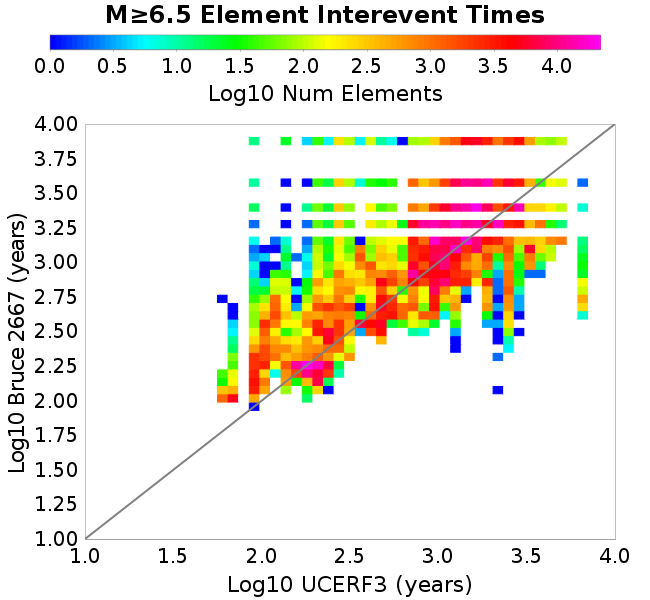 M≥6.5 Element Interevent Times
0.0 0.5 1.0 1.5 2.0 2.5 3.0 3.5 4.0
Log10 Num Elements
4.00
3.75
3.50
3.25
3.00
2.75
2.50
2.25
2.00
1.75
1.50
1.25
1.00
Log10 Bruce 2667 (years)
1.0 1.5 2.0 2.5 3.0 3.5 4.0
Log10 UCERF3 (years)